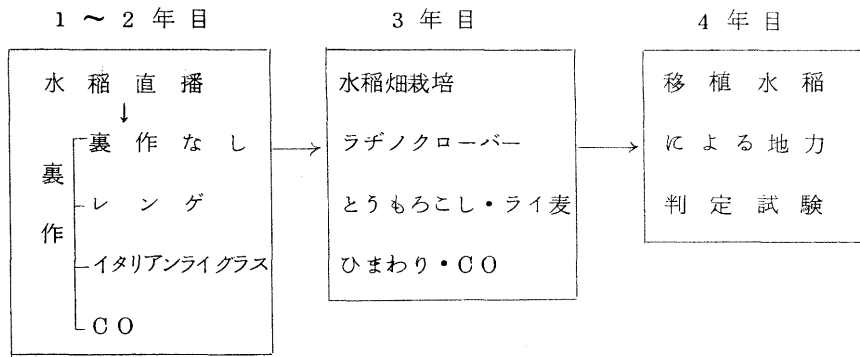 1 ～ 2 年 目
水 稲 直 播
↓
裏 作
裏 作 な し
レ ン ゲ
イタリアンライグラス
C O
3 年 目
水稲畑栽培
ラヂノクローバー
とうもろこし・ライ麦
ひまわり・CO
4 年 目
移 植 水 稲
に よ る 地 力
判 定 試 験